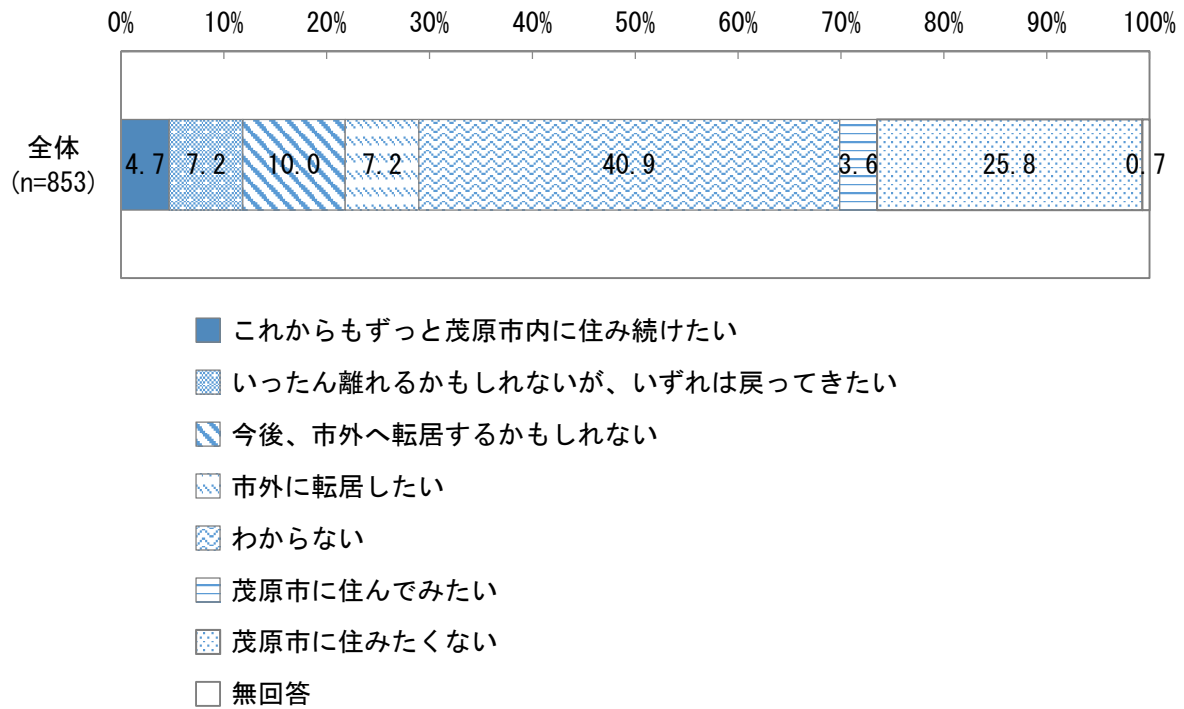 0% 10% 20% 30% 40% 50% 60% 70% 80% 90% 100%
全体
(n=853)
4.7 7.2 10.0 7.2 40.9 3.6 25.8 0.7
これからもずっと茂原市内に住み続けたい
いったん離れるかもしれないが、いずれは戻ってきたい
今後、市外へ転居するかもしれない
市外に転居したい
わからない
茂原市に住んでみたい
茂原市に住みたくない
無回答